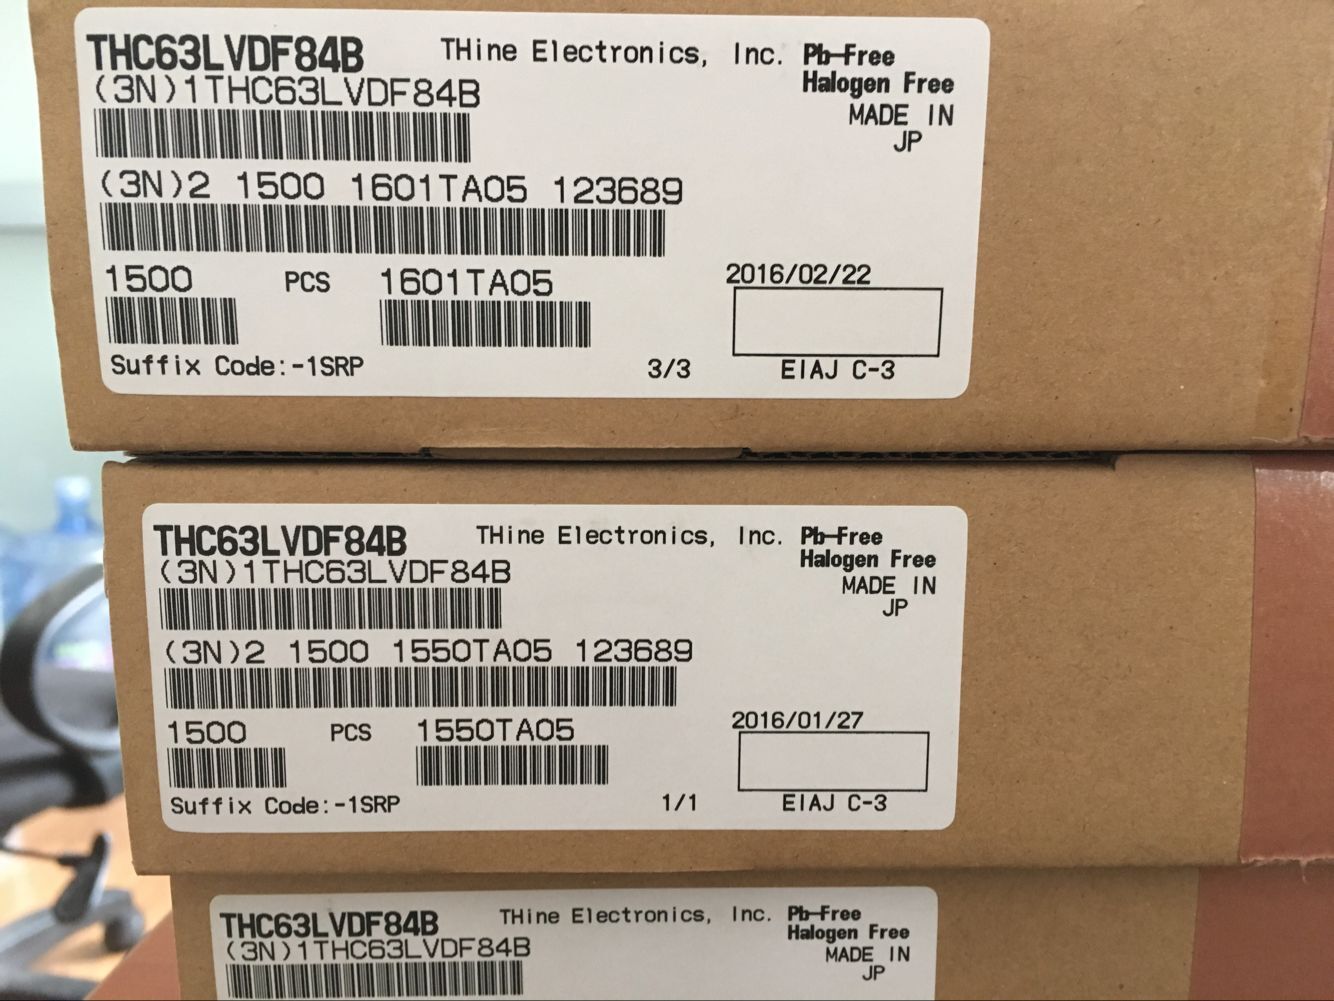 THC63LVDF84B THine Electronics, Inc. Pb-Free
Halogen Free
(3N)1THC63LVDF84B
MADE IN
JP
(3N)2 1500 1601TA05 123689
1500 PCS 1601TA05 2016/02/22
Suffix Code:-1SRP 3/3 EIAJ C-3
THC63LVDF84B THine Electronics, Inc. Pb-Free
Halogen Free
(3N)1THC63LVDF84B
MADE IN
JP
(3N)2 1500 1550TA05 123689
1500 PCS 1550TA05 2016/01/27
Suffix Code:-1SRP 1/1 EIAJ C-3
THC63LVDF84B THine Electronics, Inc. Pb-Free
Halogen Free
(3N)1THC63LVDF84B
MADE IN
JP